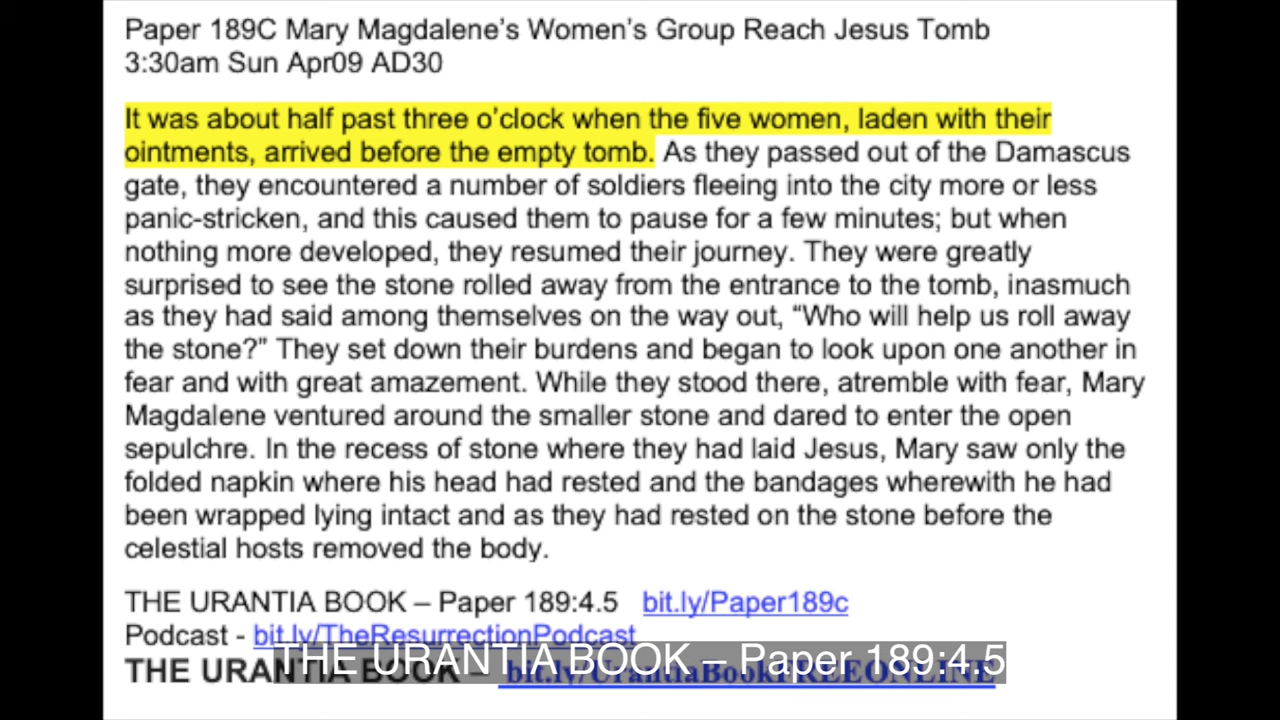 Paper 189C Mary Magdalene’s Women’s Group Reach Jesus Tomb
3:30am Sun Apr09 AD30
It was about half past three o’clock when the five women, laden with their
ointments, arrived before the empty tomb. As they passed out of the Damascus
gate, they encountered a number of soldiers fleeing into the city more or less
panic-stricken, and this caused them to pause for a few minutes; but when
nothing more developed, they resumed their journey. They were greatly
surprised to see the stone rolled away from the entrance to the tomb, inasmuch
as they had said among themselves on the way out, “Who will help us roll away
the stone?” They set down their burdens and began to look upon one another in
fear and with great amazement. While they stood there, atremble with fear, Mary
Magdalene ventured around the smaller stone and dared to enter the open
sepulchre. In the recess of stone where they had laid Jesus, Mary saw only the
folded napkin where his head had rested and the bandages wherewith he had
been wrapped lying intact and as they had rested on the stone before the
celestial hosts removed the body.
THE URANTIA BOOK – Paper 189:4.5 bit.ly/Paper189c
Podcast - bit.ly/TheResurrectionPodcast
THE URANTIA BOOK – bit.ly/UrantiaBookFREEONLINE
THE URANTIA BOOK – Paper 189:4.5